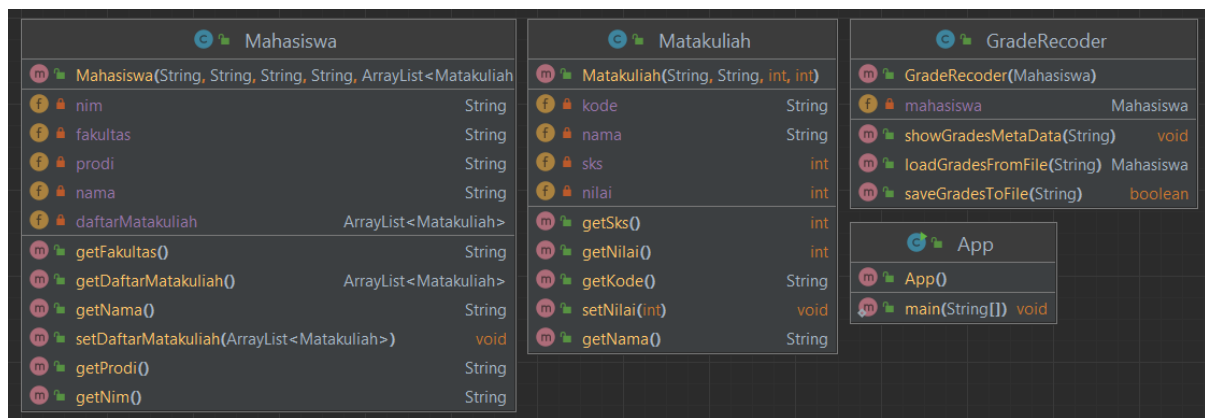 Mahasiswa
Mahasiswa(String, String, String, String, ArrayList<Matakuliah
nim String
fakultas String
prodi String
nama String
daftarMatakuliah ArrayList<Matakuliah>
getFakultas() String
getDaftarMatakuliah() ArrayList<Matakuliah>
getNama() String
setDaftarMatakuliah(ArrayList<Matakuliah>) void
getProdi() String
getNim() String
Matakuliah
Matakuliah(String, String, int, int)
kode String
nama String
sks int
nilai int
getSks() int
getNilai() int
getKode() String
setNilai(int) void
getNama() String
GradeRecoder
GradeRecoder(Mahasiswa)
mahasiswa Mahasiswa
showGradesMetaData(String) void
loadGradesFromFile(String) Mahasiswa
saveGradesToFile(String) boolean
App
App()
main(String[]) void